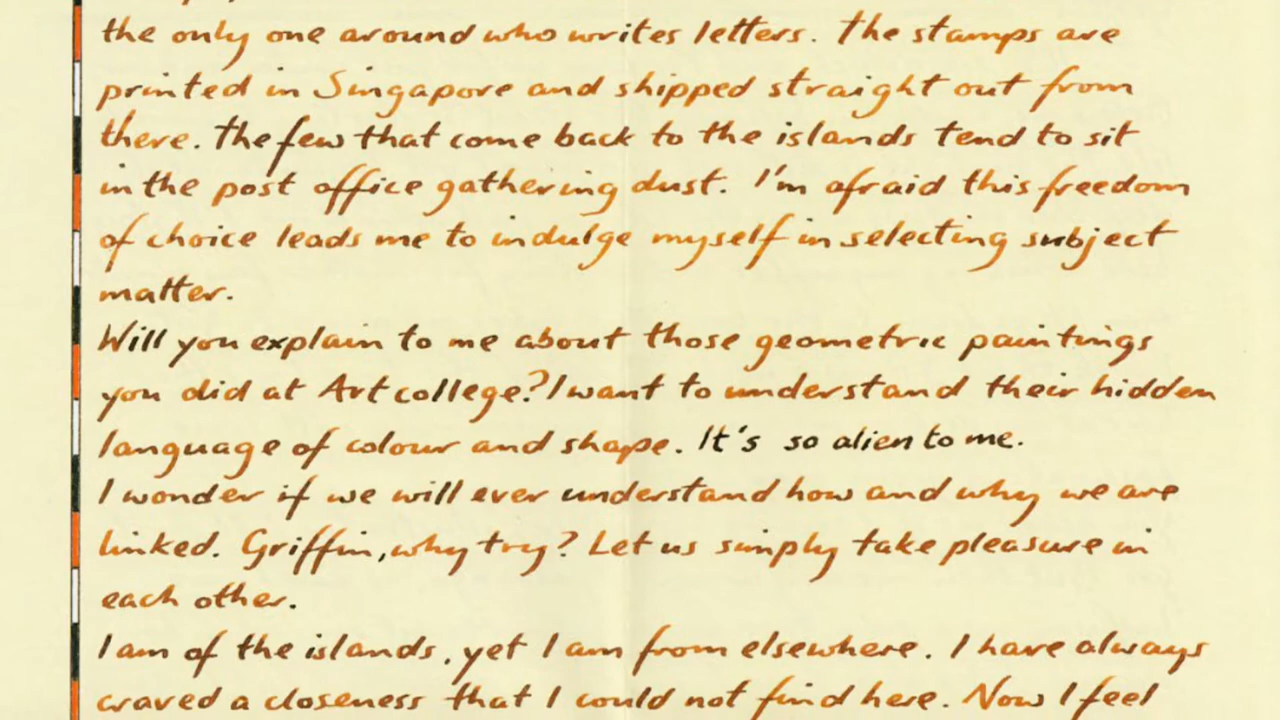 the only one around who writes letters. The stamps are
printed in Singapore and shipped straight out from
there. The few that come back to the islands tend to sit
in the post office gathering dust. I'm afraid this freedom
of choice leads me to indulge myself in selecting subject
matter.
Will you explain to me about those geometric paintings
you did at Art college? I want to understand their hidden
language of colour and shape. It's so alien to me.
I wonder if we will ever understand how and why we are
linked. Griffin, why try? Let us simply take pleasure in
each other.
I am of the islands, yet I am from elsewhere. I have always
craved a closeness that I could not find here. Now I feel